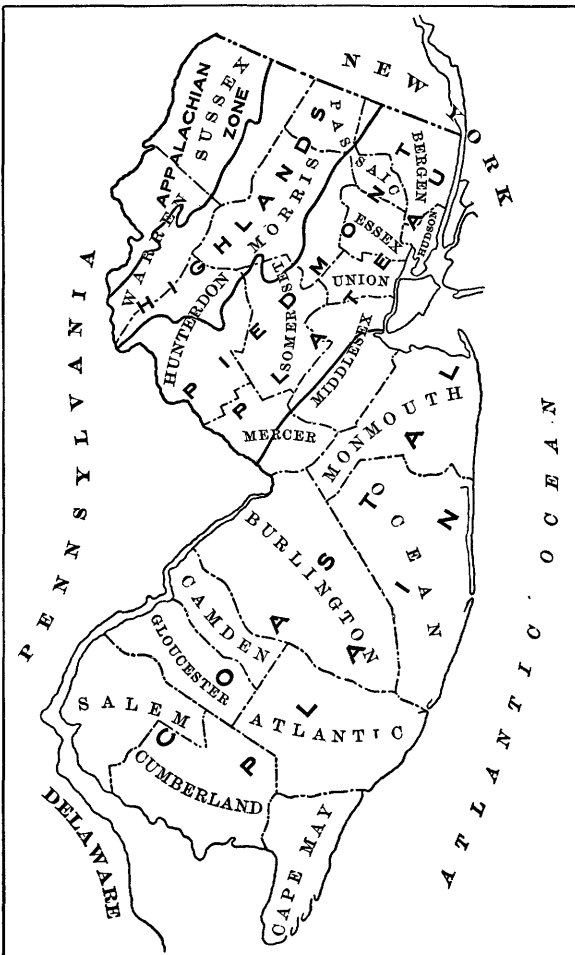 NEW YORK
APPALACHIAN
ZONE
SUSSEX
PASSAIC
BERGEN
HIGHLANDS
MORRIS
WARREN
ESSEX
HUDSON
UNION
PIEDMONT
PLATEAU
HUNTERDON
SOMERSET
MIDDLESEX
MERCER
MONMOUTH
PENNSYLVANIA
OCEAN
ATLANTIC OCEAN
BURLINGTON
CAMDEN
GLOUCESTER
COASTAL
PLAIN
SALEM
ATLANTIC
CUMBERLAND
CAPE MAY
DELAWARE